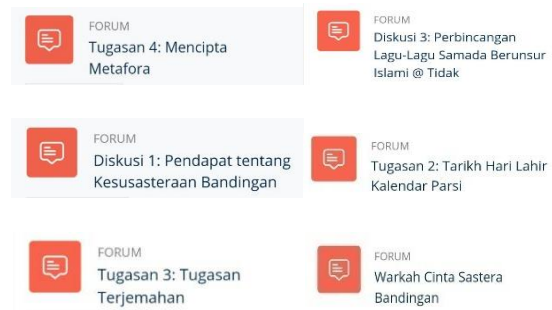 FORUM
Tugasan 4: Mencipta
Metafora
FORUM
Diskusi 3: Perbincangan
Lagu-Lagu Samada Berunsur
Islami @ Tidak
FORUM
Diskusi 1: Pendapat tentang
Kesusasteraan Bandingan
FORUM
Tugasan 2: Tarikh Hari Lahir
Kalendar Parsi
FORUM
Tugasan 3: Tugasan
Terjemahan
FORUM
Warkah Cinta Sastera
Bandingan